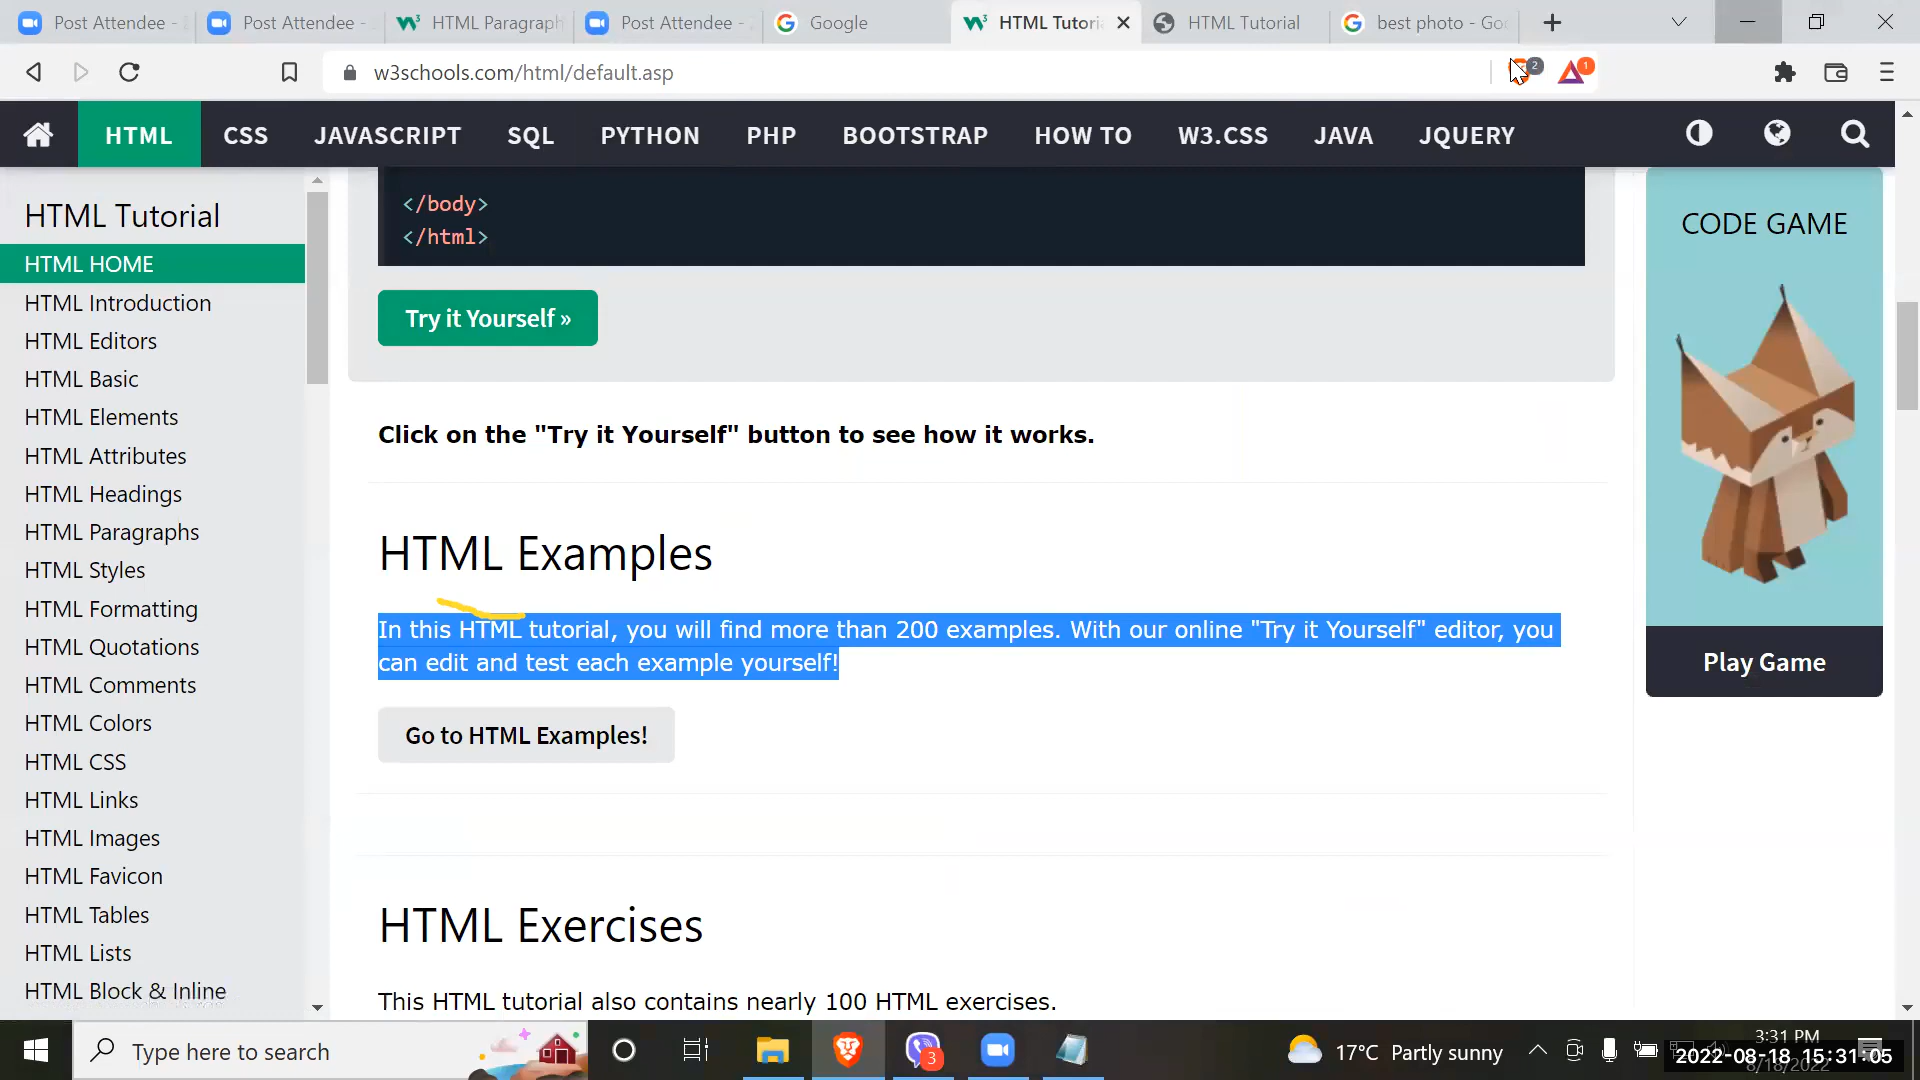 Post Attendee -
Post Attendee -
HTML Paragraph
Post Attendee -
Google
HTML Tutori
HTML Tutorial
best photo - Goo
w3schools.com/html/default.asp
2
1
HTML CSS JAVASCRIPT SQL PYTHON PHP BOOTSTRAP HOW TO W3.CSS JAVA JQUERY
HTML Tutorial
HTML HOME
HTML Introduction
HTML Editors
HTML Basic
HTML Elements
HTML Attributes
HTML Headings
HTML Paragraphs
HTML Styles
HTML Formatting
HTML Quotations
HTML Comments
HTML Colors
HTML CSS
HTML Links
HTML Images
HTML Favicon
HTML Tables
HTML Lists
HTML Block & Inline
</body>
</html>
Try it Yourself »
Click on the "Try it Yourself" button to see how it works.
HTML Examples
In this HTML tutorial, you will find more than 200 examples. With our online "Try it Yourself" editor, you
can edit and test each example yourself!
Go to HTML Examples!
HTML Exercises
This HTML tutorial also contains nearly 100 HTML exercises.
CODE GAME
Play Game
Type here to search
3
17°C Partly sunny
3:31 PM
2022-08-18 15:31:05
8/18/2022